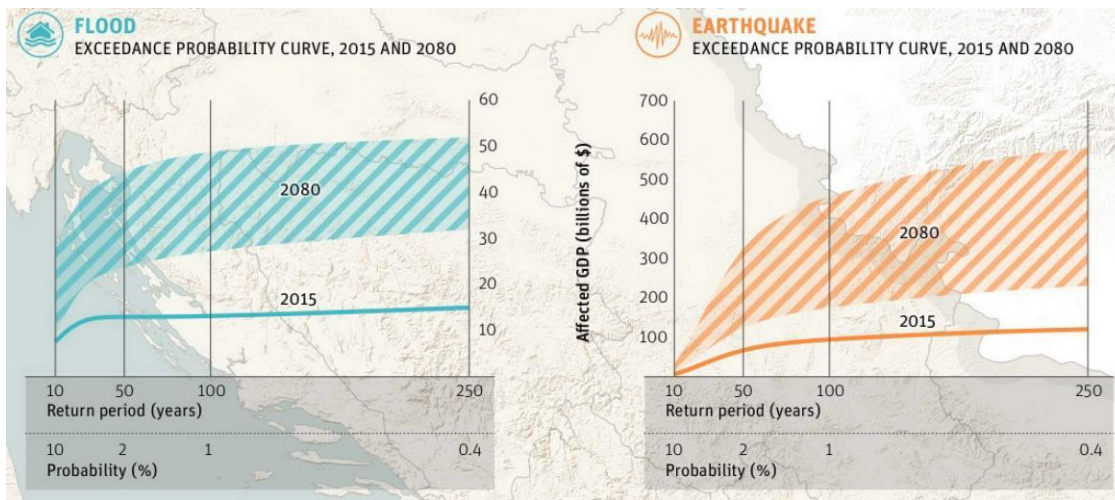 FLOOD
EXCEEDANCE PROBABILITY CURVE, 2015 AND 2080
60
50
40
30
20
10
2080
2015
10 50 100 250
Return period (years)
10 2 1 0.4
Probability (%)
EARTHQUAKE
EXCEEDANCE PROBABILITY CURVE, 2015 AND 2080
Affected GDP (billions of $)
700
600
500
400
300
200
100
2080
2015
10 50 100 250
Return period (years)
10 2 1 0.4
Probability (%)